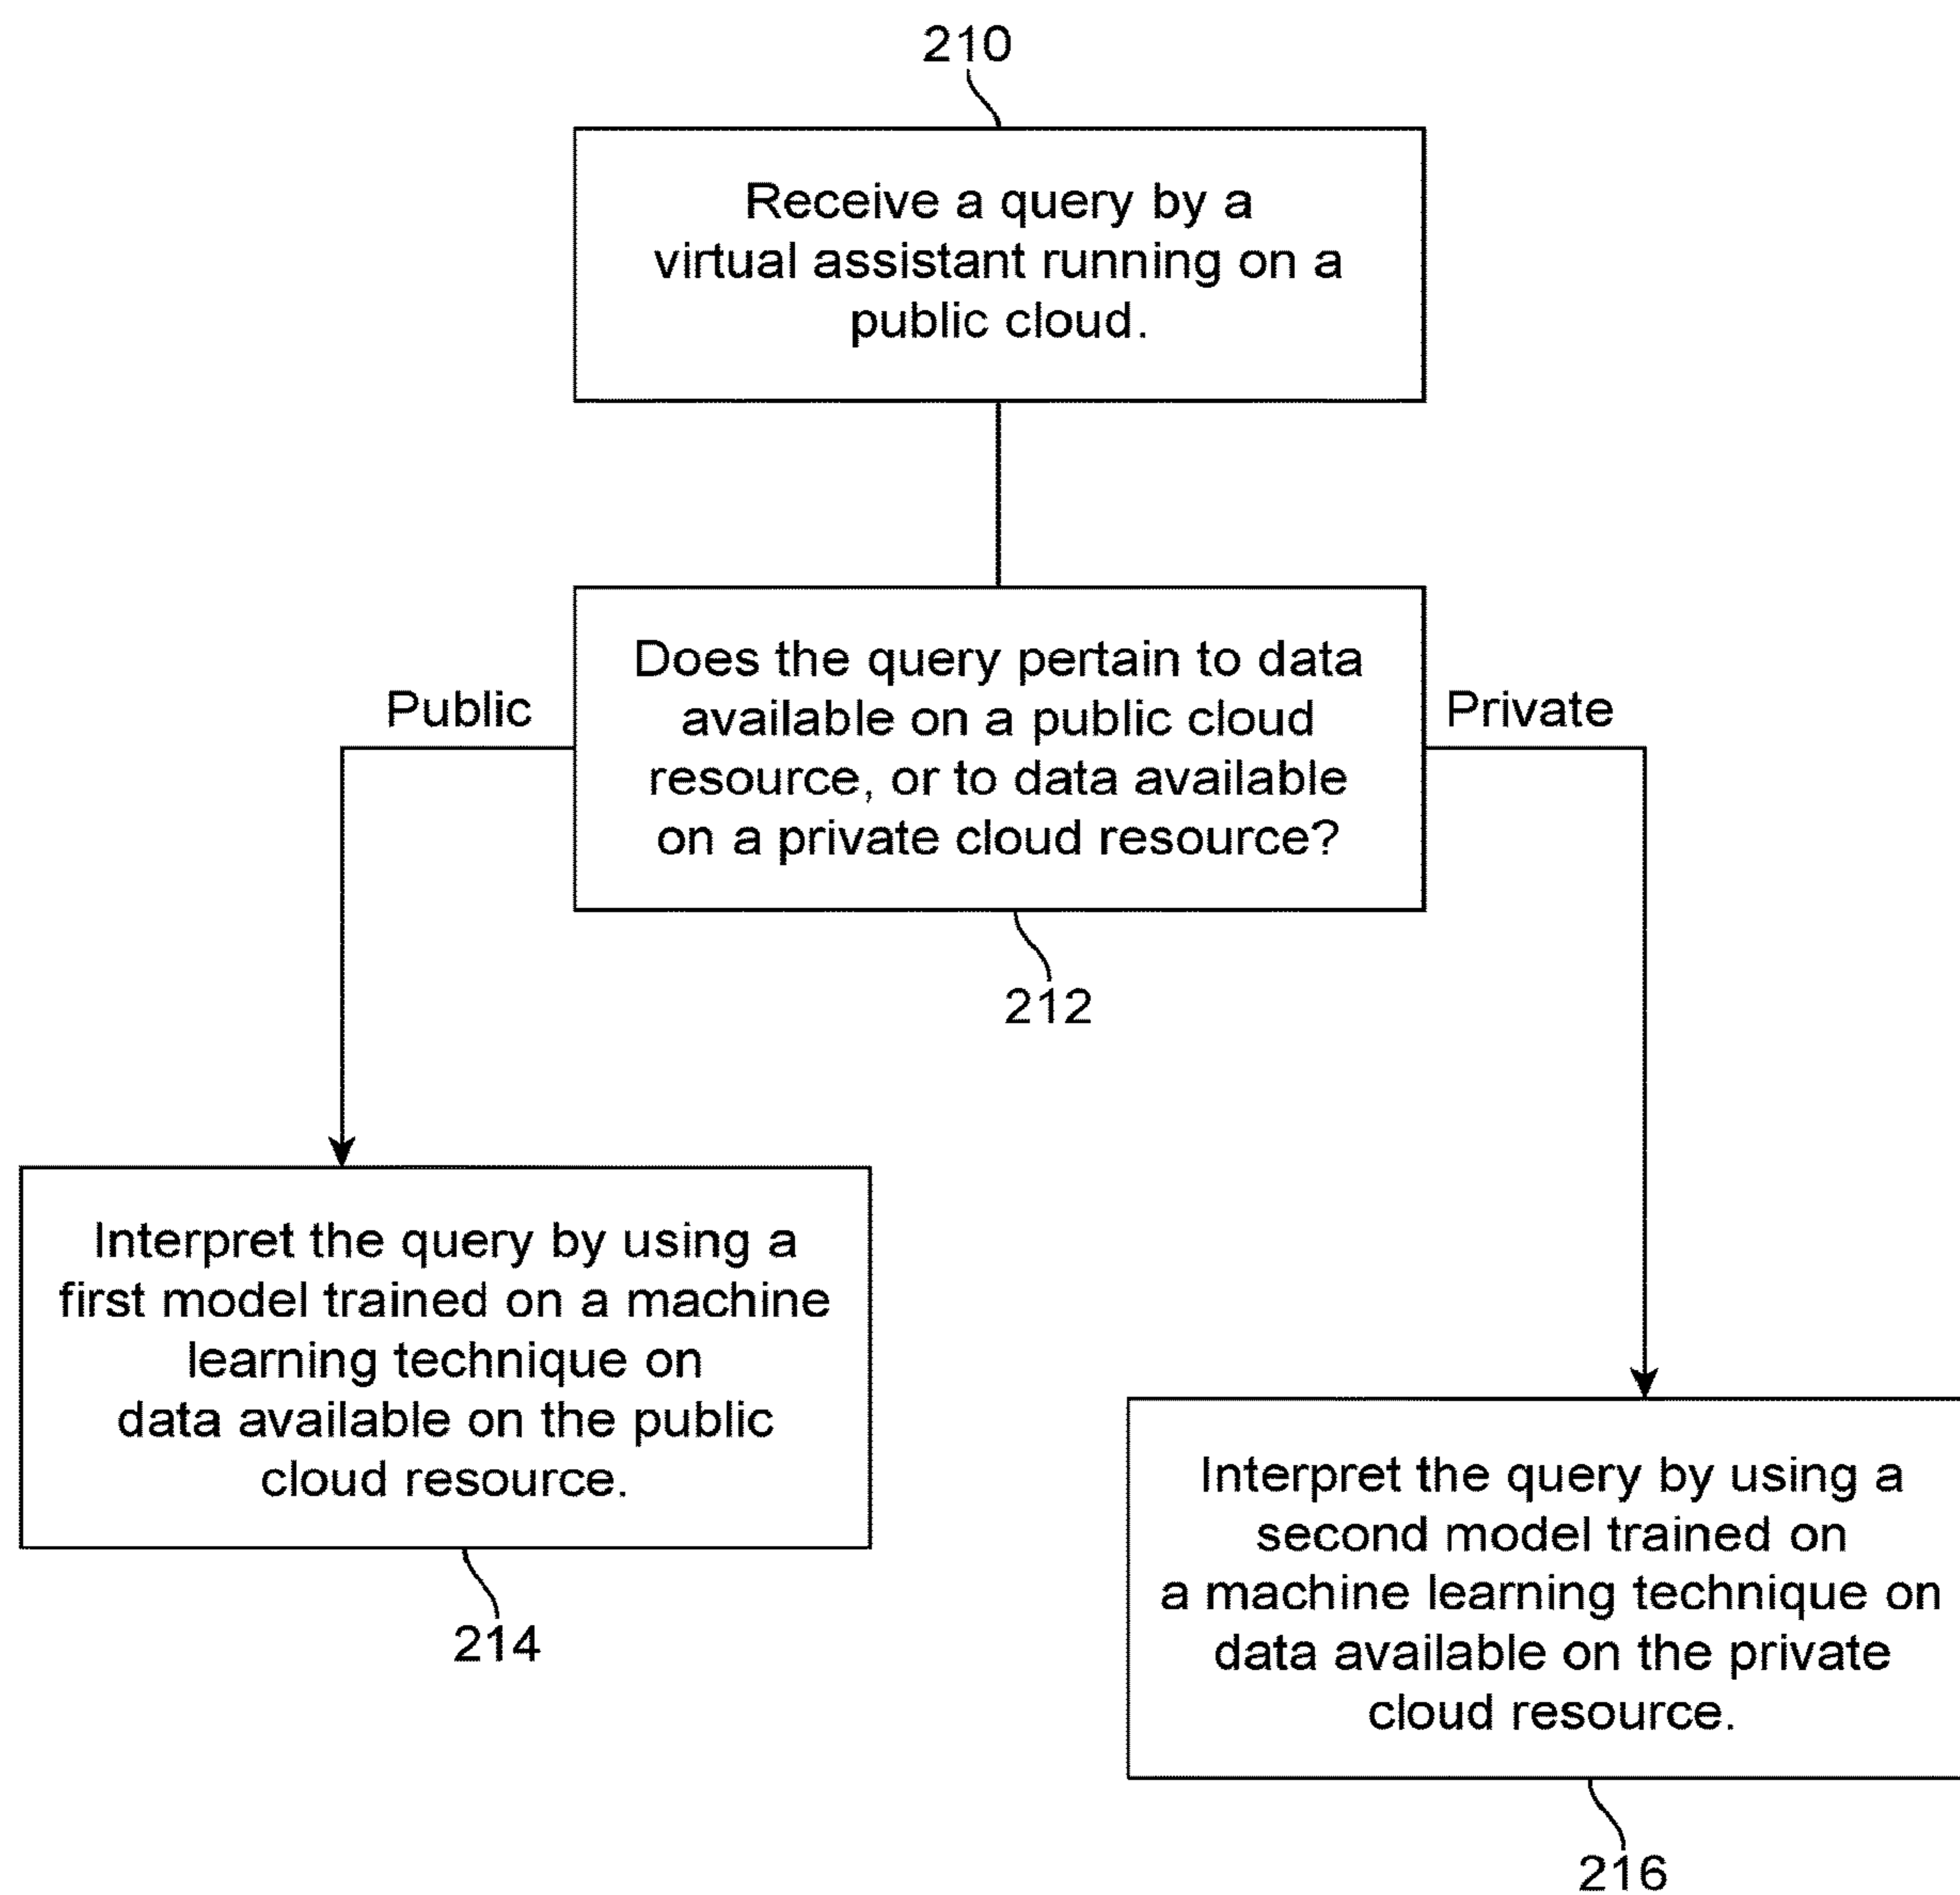 210
Receive a query by a
virtual assistant running on a
public cloud.
Public
Does the query pertain to data
available on a public cloud
resource, or to data available
on a private cloud resource?
Private
212
Interpret the query by using a
first model trained on a machine
learning technique on
data available on the public
cloud resource.
214
Interpret the query by using a
second model trained on
a machine learning technique on
data available on the private
cloud resource.
216